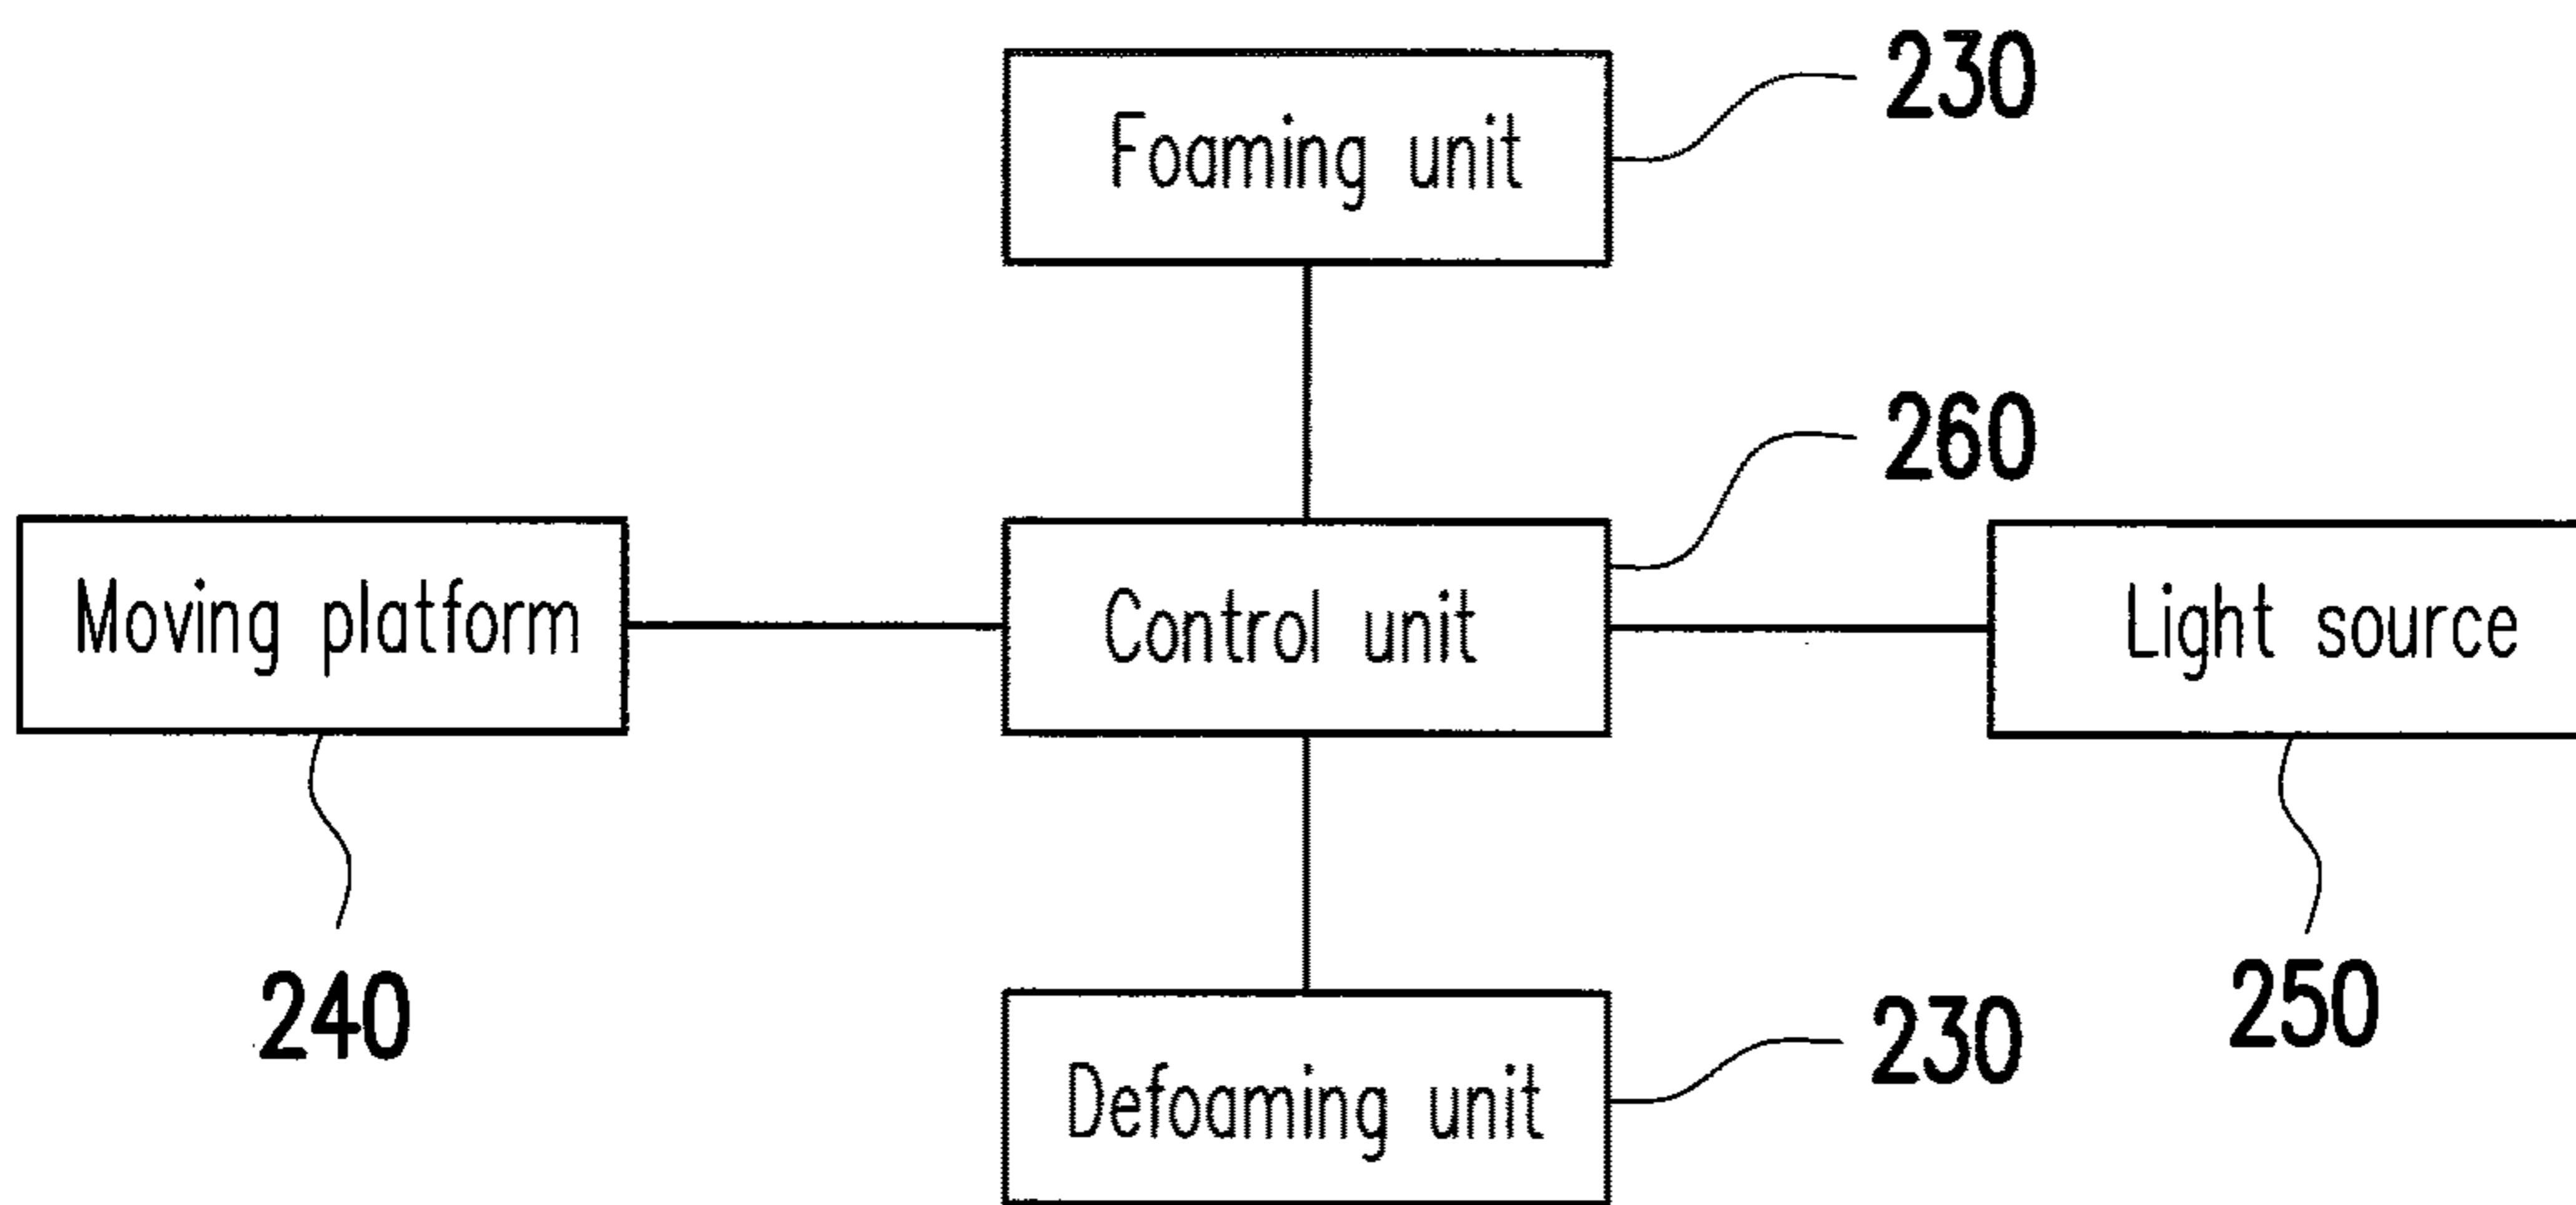 Foaming unit
230
260
Moving platform
Control unit
Light source
240
250
Defoaming unit
230